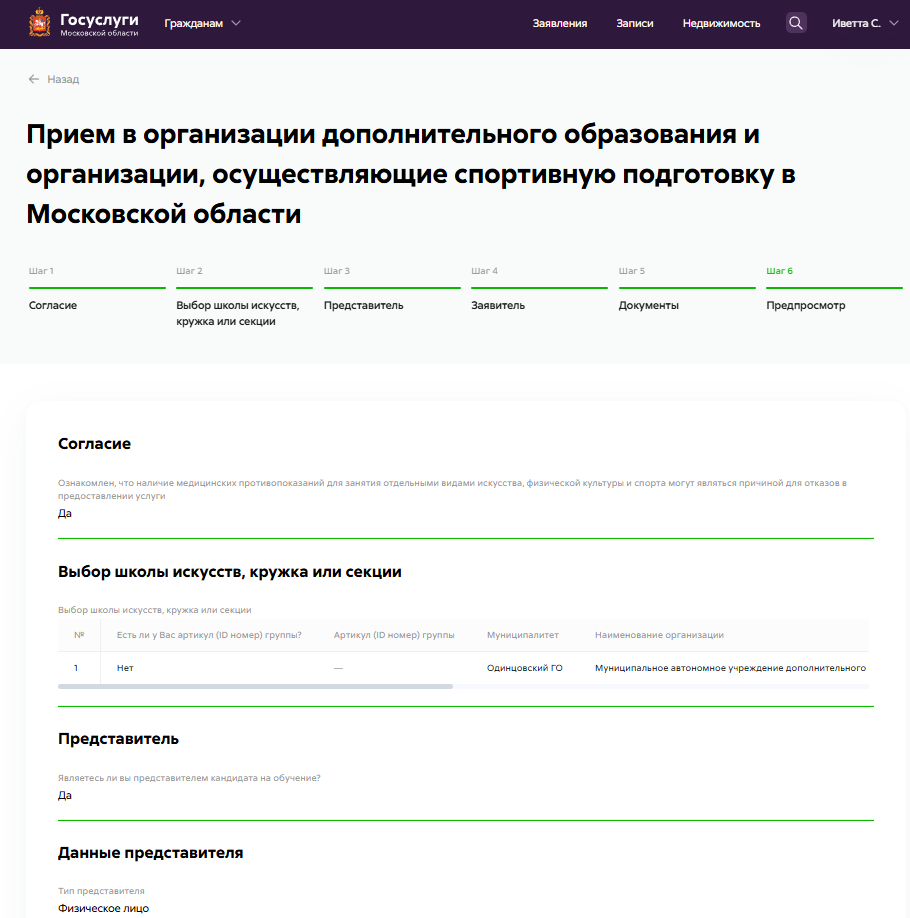 Госуслуги
Московской области
Гражданам
Заявления
Записи
Недвижимость
Иветта С.
Назад
Прием в организации дополнительного образования и
организации, осуществляющие спортивную подготовку в
Московской области
Шаг 1
Согласие
Шаг 2
Выбор школы искусств,
кружка или секции
Шаг 3
Представитель
Шаг 4
Заявитель
Шаг 5
Документы
Шаг 6
Предпросмотр
Согласие
Ознакомлен, что наличие медицинских противопоказаний для занятия отдельными видами искусства, физической культуры и спорта могут являться причиной для отказов в
предоставлении услуги
Да
Выбор школы искусств, кружка или секции
Выбор школы искусств, кружка или секции
№ Есть ли у Вас артикул (ID номер) группы? Артикул (ID номер) группы Муниципалитет Наименование организации
1 Нет — Одинцовский ГО Муниципальное автономное учреждение дополнительного
Представитель
Являетесь ли вы представителем кандидата на обучение?
Да
Данные представителя
Тип представителя
Физическое лицо